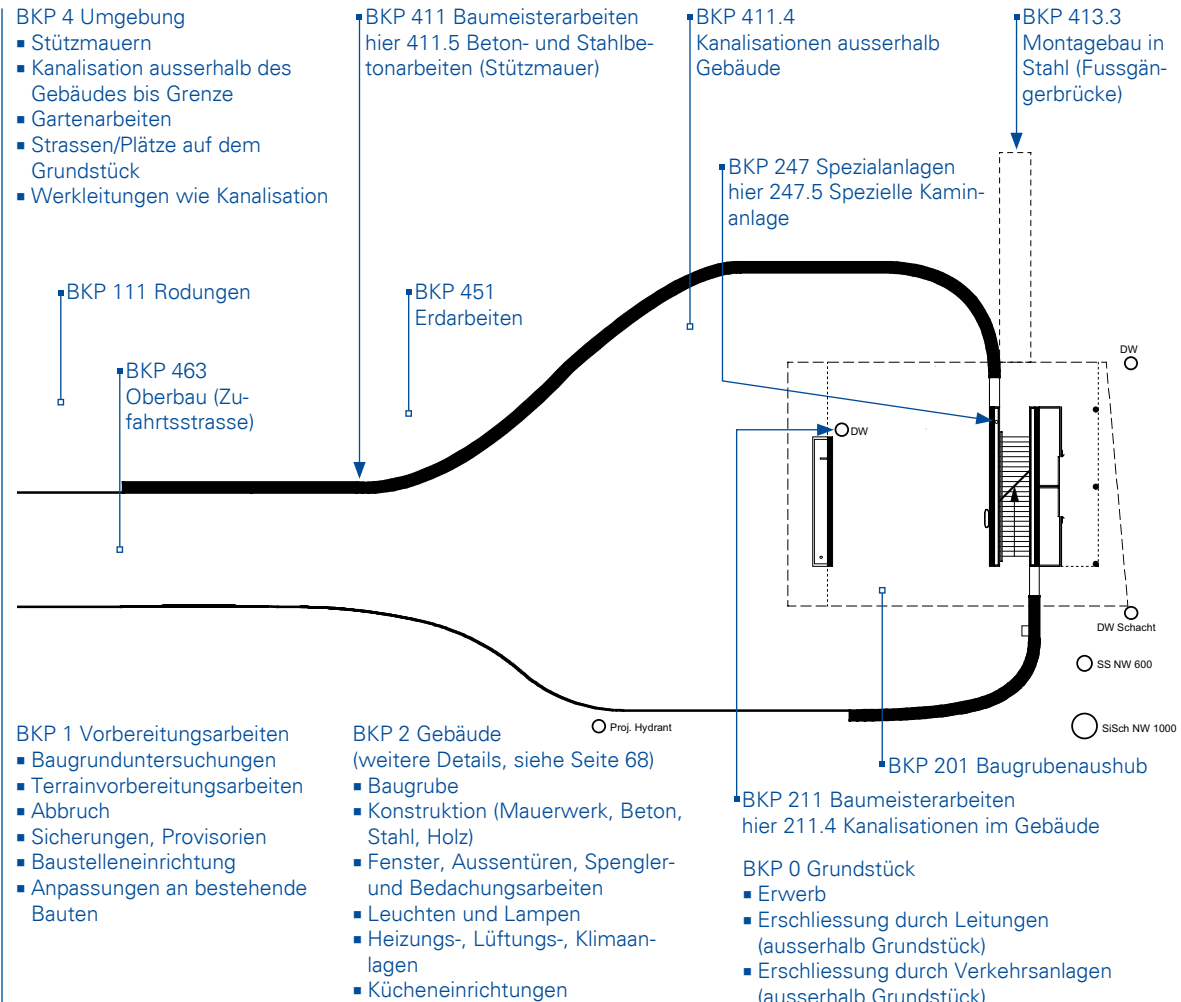 BKP 4 Umgebung
▪ Stützmauern
▪ Kanalisation ausserhalb des
Gebäudes bis Grenze
▪ Gartenarbeiten
▪ Strassen/Plätze auf dem
Grundstück
▪ Werkleitungen wie Kanalisation
BKP 411 Baumeisterarbeiten
hier 411.5 Beton- und Stahlbe-
tonarbeiten (Stützmauer)
BKP 411.4
Kanalisationen ausserhalb
Gebäude
BKP 413.3
Montagebau in
Stahl (Fussgän-
gerbrücke)
BKP 247 Spezialanlagen
hier 247.5 Spezielle Kamin-
anlage
BKP 111 Rodungen
BKP 451
Erdarbeiten
BKP 463
Oberbau (Zu-
fahrtsstrasse)
DW
DW
DW Schacht
SS NW 600
SiSch NW 1000
Proj. Hydrant
BKP 1 Vorbereitungsarbeiten
▪ Baugrunduntersuchungen
▪ Terrainvorbereitungsarbeiten
▪ Abbruch
▪ Sicherungen, Provisorien
▪ Baustelleneinrichtung
▪ Anpassungen an bestehende
Bauten
BKP 2 Gebäude
(weitere Details, siehe Seite 68)
▪ Baugrube
▪ Konstruktion (Mauerwerk, Beton,
Stahl, Holz)
▪ Fenster, Aussentüren, Spengler-
und Bedachungsarbeiten
▪ Leuchten und Lampen
▪ Heizungs-, Lüftungs-, Klimaan-
lagen
▪ Kücheneinrichtungen
BKP 201 Baugrubenaushub
BKP 211 Baumeisterarbeiten
hier 211.4 Kanalisationen im Gebäude
BKP 0 Grundstück
▪ Erwerb
▪ Erschliessung durch Leitungen
(ausserhalb Grundstück)
▪ Erschliessung durch Verkehrsanlagen
(ausserhalb Grundstück)